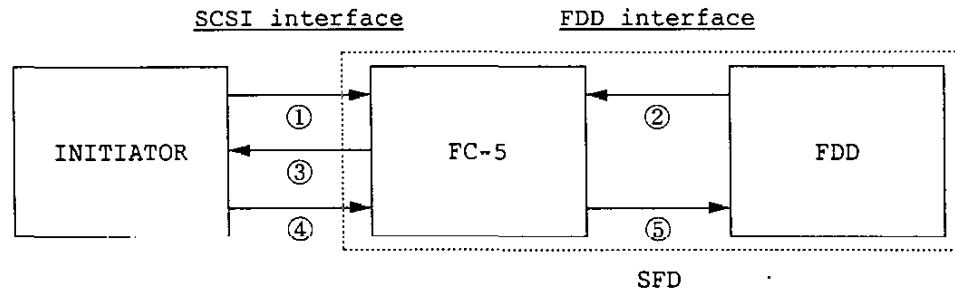 SCSI interface FDD interface
① ②
INITIATOR FC-5 FDD
③
④ ⑤
SFD